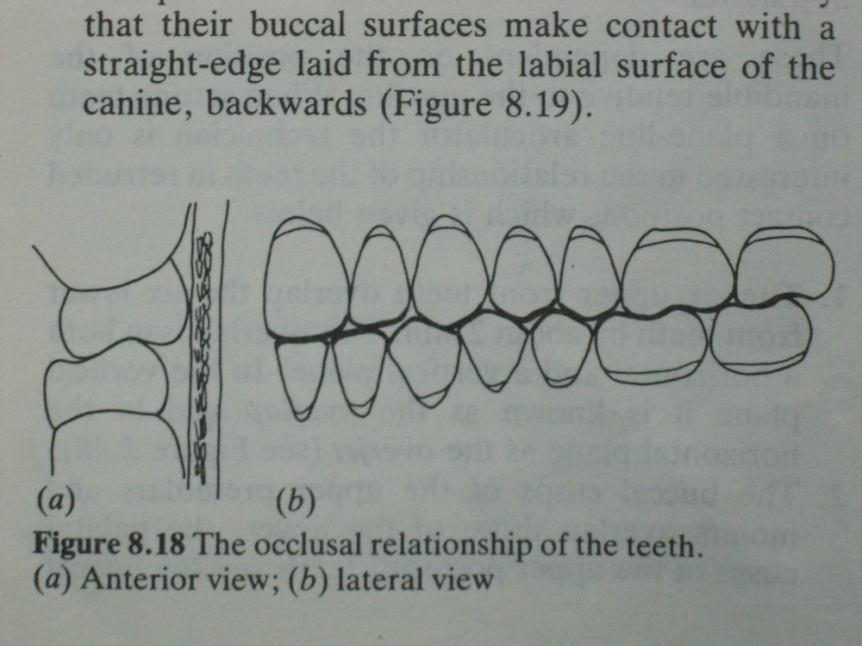 that their buccal surfaces make contact with a
straight-edge laid from the labial surface of the
canine, backwards (Figure 8.19).
(a)
(b)
Figure 8.18 The occlusal relationship of the teeth.
(a) Anterior view; (b) lateral view